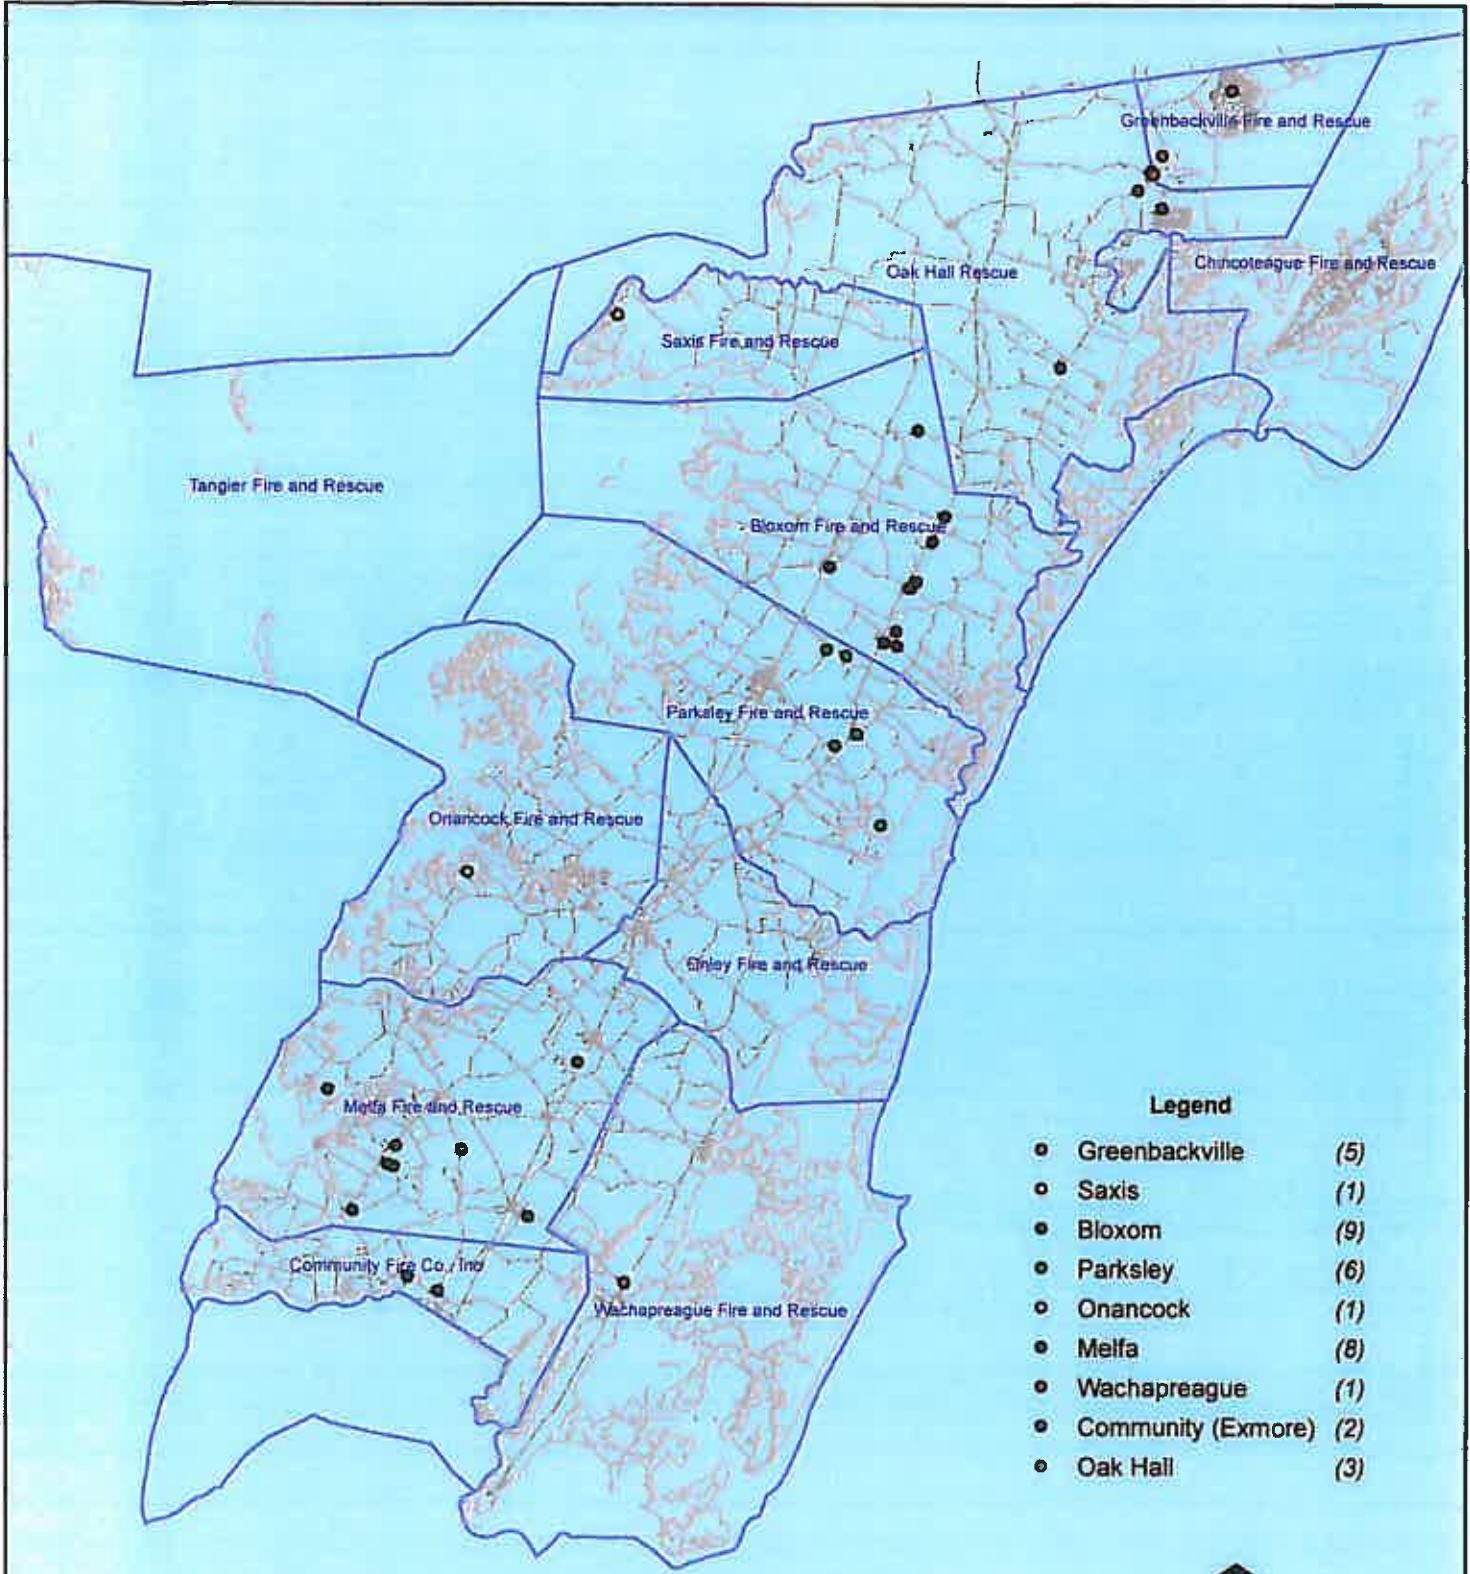 Greenbackville Fire and Rescue
Chincoteague Fire and Rescue
Oak Hall Rescue
Saxis Fire and Rescue
Tangier Fire and Rescue
Bloxom Fire and Rescue
Parksley Fire and Rescue
Onancock Fire and Rescue
Onley Fire and Rescue
Melfa Fire and Rescue
Community Fire Co., Inc
Wachapreague Fire and Rescue
Legend
Greenbackville (5)
Saxis (1)
Bloxom (9)
Parksley (6)
Onancock (1)
Melfa (8)
Wachapreague (1)
Community (Exmore) (2)
Oak Hall (3)